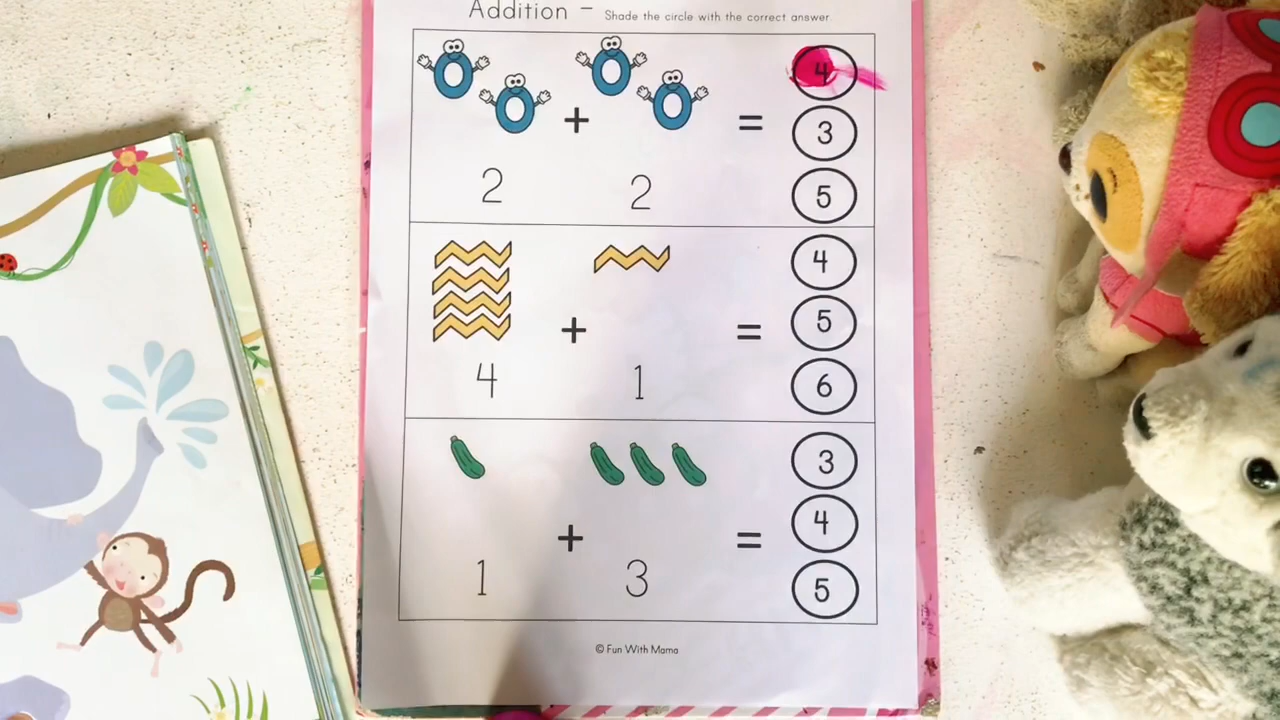 Addition - Shade the circle with the correct answer
4
+ =
3
2 2 5
4
5
+ =
4 1 6
3
4
+ =
1 3 5
© Fun With Mama